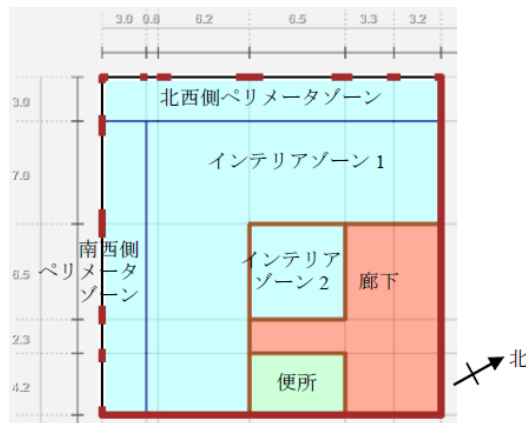 3.0 0.8 6.2 6.5 3.3 3.2
3.0
北西側ペリメータゾーン
インテリアゾーン 1
7.0
南西側
ペリメータ
ゾーン
インテリア
ゾーン 2
廊下
6.5
2.3
北
便所
4.2